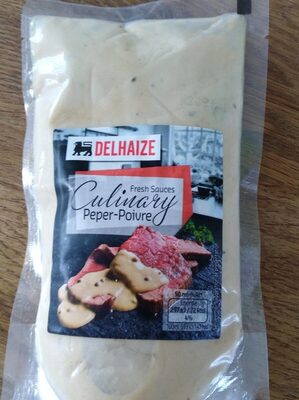 DELHAIZE
Fresh Sauces
Culinary
Peper-Poivre